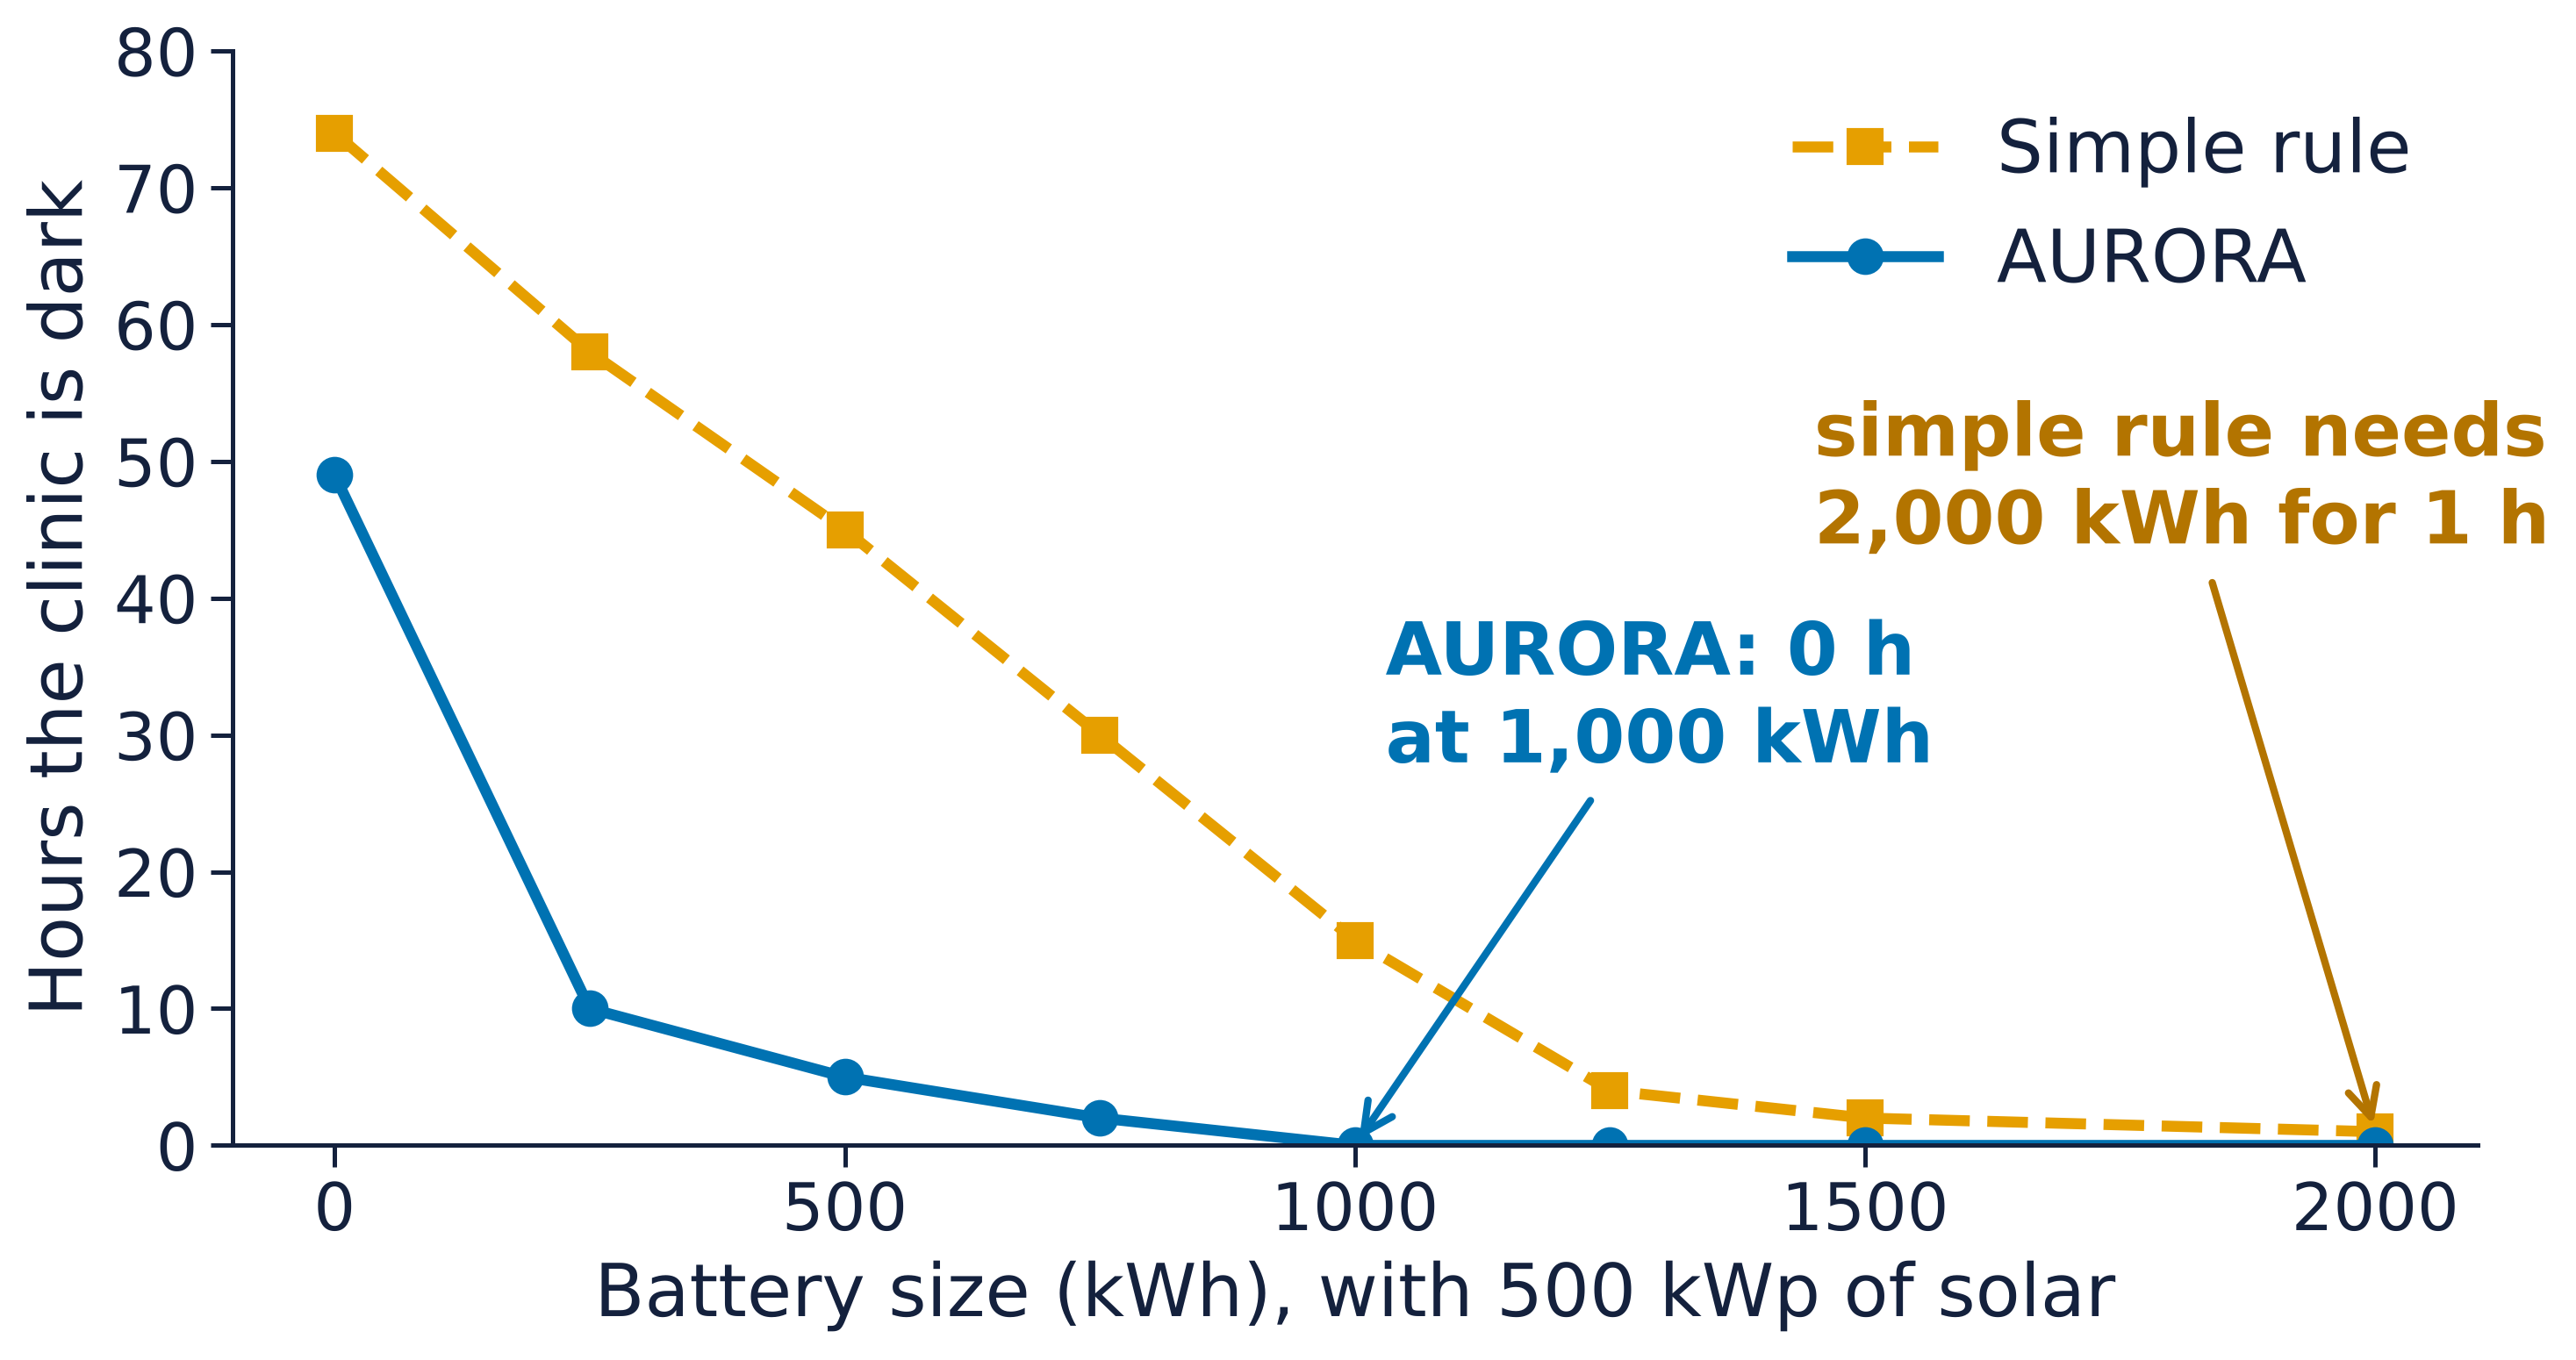 80
70
60
50
40
30
20
10
0
Hours the clinic is dark
Simple rule
AURORA
simple rule needs
2,000 kWh for 1 h
AURORA: 0 h
at 1,000 kWh
0 500 1000 1500 2000
Battery size (kWh), with 500 kWp of solar